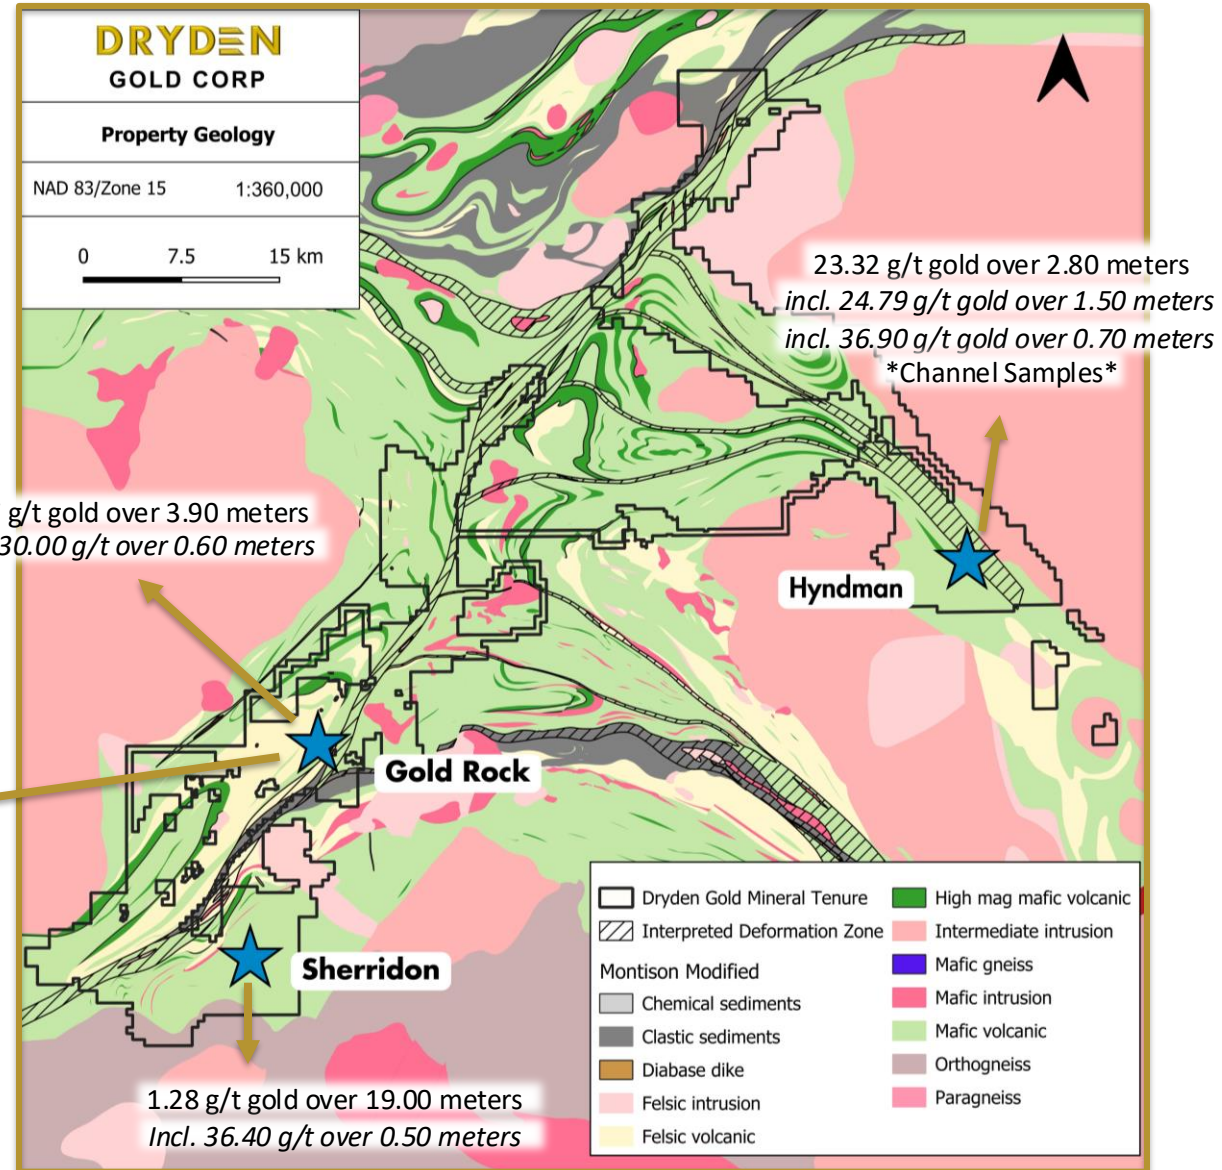 DRYDEN
GOLD CORP
Property Geology
NAD 83/Zone 15 1:360,000
0 7.5 15 km
23.32 g/t gold over 2.80 meters
incl. 24.79 g/t gold over 1.50 meters
incl. 36.90 g/t gold over 0.70 meters
*Channel Samples*
g/t gold over 3.90 meters
30.00 g/t over 0.60 meters
Hyndman
Gold Rock
Sherridon
1.28 g/t gold over 19.00 meters
Incl. 36.40 g/t over 0.50 meters
Dryden Gold Mineral Tenure
Interpreted Deformation Zone
Montison Modified
Chemical sediments
Clastic sediments
Diabase dike
Felsic intrusion
Felsic volcanic
High mag mafic volcanic
Intermediate intrusion
Mafic gneiss
Mafic intrusion
Mafic volcanic
Orthogneiss
Paragneiss